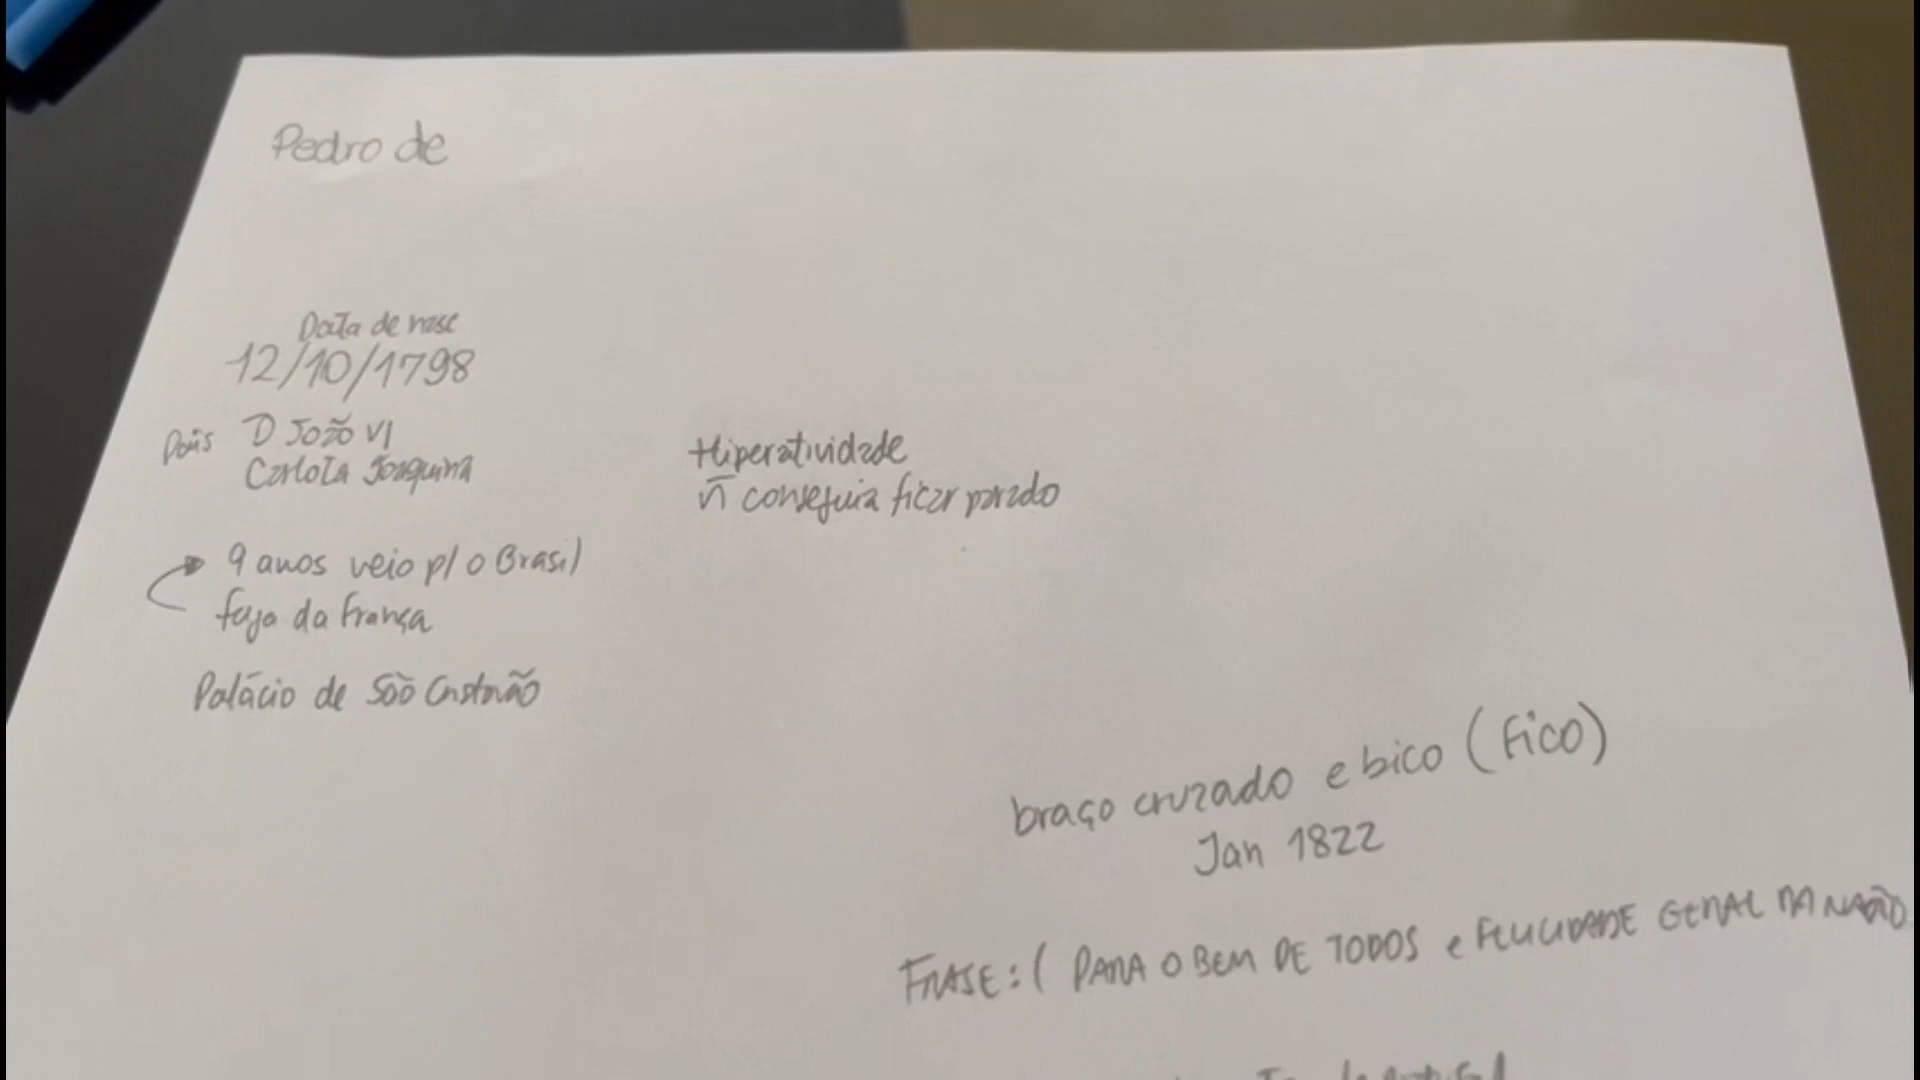 Pedro de
Data de nasc
12/10/1798
Pais D João VI
Carlota Joaquina
Hiperatividade
ñ conseguia ficar parado
9 anos veio p/ o Brasil
fuga da França
Palácio de São
braço cruzado e bico (Fico)
Jan 1822
FRASE: ( PARA O BEM DE TODOS e FELICIDADE GERAL DA NAÇÃO